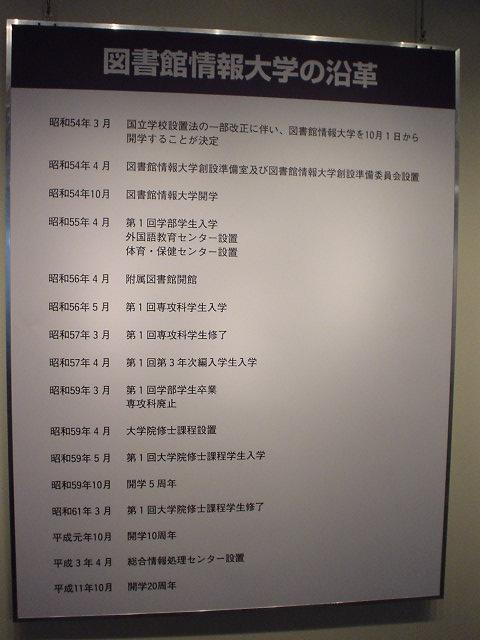 図書館情報大学の沿革
昭和54年3月 国立学校設置法の一部改正に伴い、図書館情報大学を10月1日から
開学することが決定
昭和54年4月 図書館情報大学創設準備室及び図書館情報大学創設準備委員会設置
昭和54年10月 図書館情報大学開学
昭和55年4月 第1回学部学生入学
外国語教育センター設置
体育・保健センター設置
昭和56年4月 附属図書館開館
昭和56年5月 第1回専攻科学生入学
昭和57年3月 第1回専攻科学生修了
昭和57年4月 第1回第3年次編入学生入学
昭和59年3月 第1回学部学生卒業
専攻科廃止
昭和59年4月 大学院修士課程設置
昭和59年5月 第1回大学院修士課程学生入学
昭和59年10月 開学5周年
昭和61年3月 第1回大学院修士課程学生修了
平成元年10月 開学10周年
平成3年4月 総合情報処理センター設置
平成11年10月 開学20周年